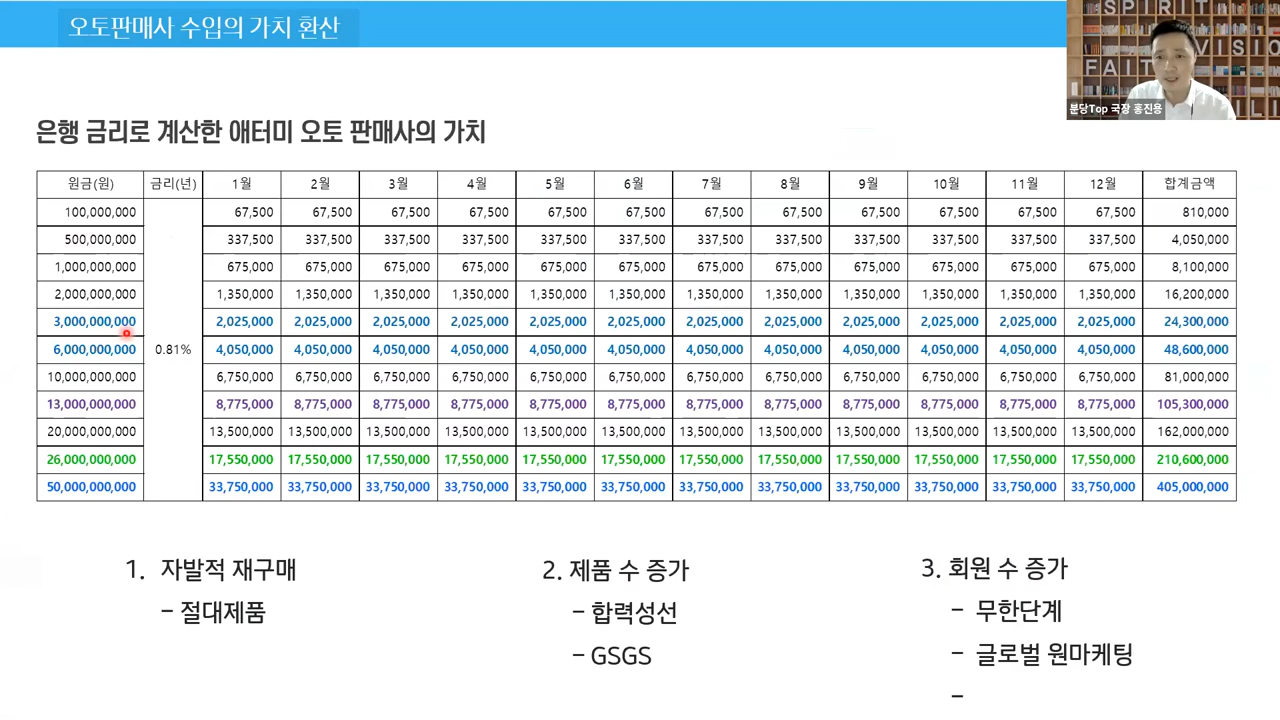 오토판매사 수입의 가치 환산
SPIRIT
VISIO
FAIT
분당Top 국장 홍진용
은행 금리로 계산한 애터미 오토 판매사의 가치
원금(원) 금리(년) 1월 2월 3월 4월 5월 6월 7월 8월 9월 10월 11월 12월 합계금액
100,000,000 67,500 67,500 67,500 67,500 67,500 67,500 67,500 67,500 67,500 67,500 67,500 67,500 810,000
500,000,000 337,500 337,500 337,500 337,500 337,500 337,500 337,500 337,500 337,500 337,500 337,500 337,500 4,050,000
1,000,000,000 675,000 675,000 675,000 675,000 675,000 675,000 675,000 675,000 675,000 675,000 675,000 675,000 8,100,000
2,000,000,000 1,350,000 1,350,000 1,350,000 1,350,000 1,350,000 1,350,000 1,350,000 1,350,000 1,350,000 1,350,000 1,350,000 1,350,000 16,200,000
3,000,000,000 2,025,000 2,025,000 2,025,000 2,025,000 2,025,000 2,025,000 2,025,000 2,025,000 2,025,000 2,025,000 2,025,000 2,025,000 24,300,000
6,000,000,000 0.81% 4,050,000 4,050,000 4,050,000 4,050,000 4,050,000 4,050,000 4,050,000 4,050,000 4,050,000 4,050,000 4,050,000 4,050,000 48,600,000
10,000,000,000 6,750,000 6,750,000 6,750,000 6,750,000 6,750,000 6,750,000 6,750,000 6,750,000 6,750,000 6,750,000 6,750,000 6,750,000 81,000,000
13,000,000,000 8,775,000 8,775,000 8,775,000 8,775,000 8,775,000 8,775,000 8,775,000 8,775,000 8,775,000 8,775,000 8,775,000 8,775,000 105,300,000
20,000,000,000 13,500,000 13,500,000 13,500,000 13,500,000 13,500,000 13,500,000 13,500,000 13,500,000 13,500,000 13,500,000 13,500,000 13,500,000 162,000,000
26,000,000,000 17,550,000 17,550,000 17,550,000 17,550,000 17,550,000 17,550,000 17,550,000 17,550,000 17,550,000 17,550,000 17,550,000 17,550,000 210,600,000
50,000,000,000 33,750,000 33,750,000 33,750,000 33,750,000 33,750,000 33,750,000 33,750,000 33,750,000 33,750,000 33,750,000 33,750,000 33,750,000 405,000,000
1. 자발적 재구매
- 절대제품
2. 제품 수 증가
- 합력성선
- GSGS
3. 회원 수 증가
- 무한단계
- 글로벌 원마케팅
-